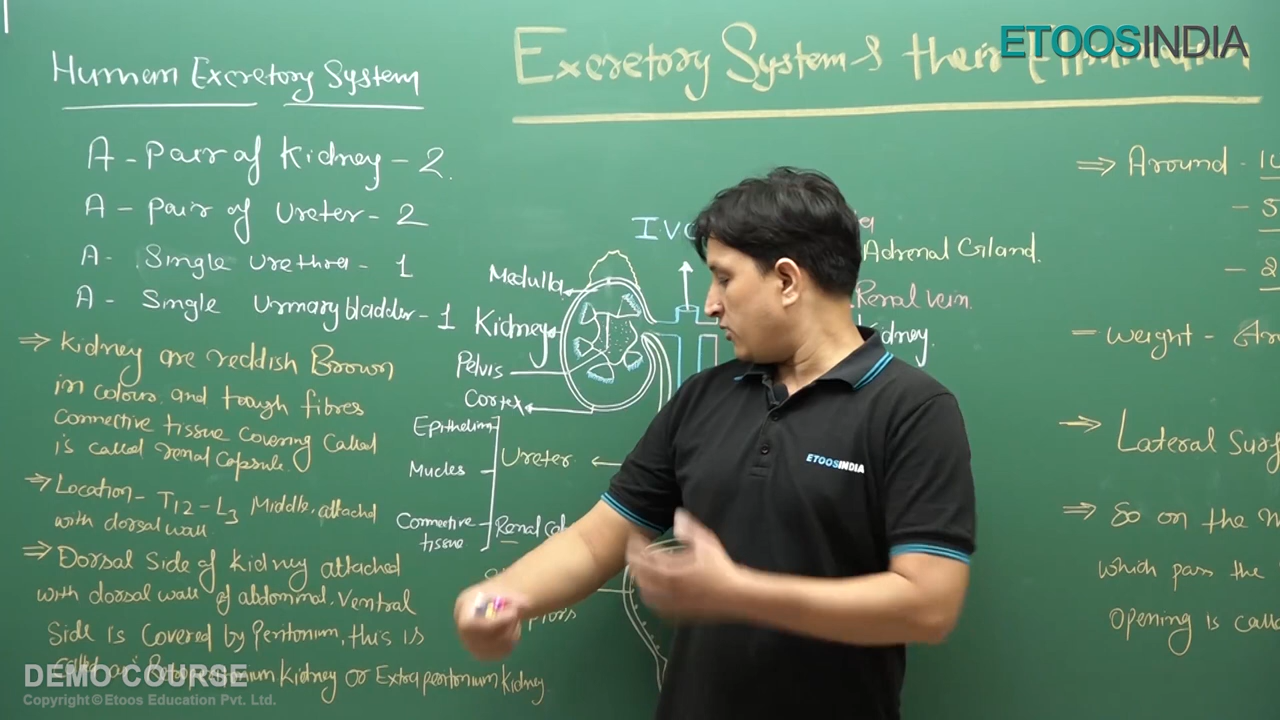 ETOOSINDIA
Excretory System & their Elimination
Human Excretory System
A - Pair of Kidney - 2.
A - Pair of Ureter - 2
A - Single Urethra - 1
A - Single Urinary bladder - 1
⇒ Kidney are reddish Brown
in colour and tough fibres
Connective tissue covering Called
is called renal capsule.
⇒ Location - T12 - L3 Middle, attached
with dorsal wall.
⇒ Dorsal Side of kidney attached
with dorsal wall of abdominal. Ventral
Side is Covered by Peritonium, this is
Kidney or Extraperitonium Kidney.
IVC
Adrenal Gland.
Medulla
Renal vein.
Kidney
Kidney.
Pelvis
Cortex
Epithelium
Mucles
Ureter
Connective
tissue
Renal
⇒ Around -
- weight -
⇒ Lateral
⇒ So on the
which pass the
Opening is
ETOOSINDIA
DEMO COURSE
Copyright © Etoos Education Pvt. Ltd.